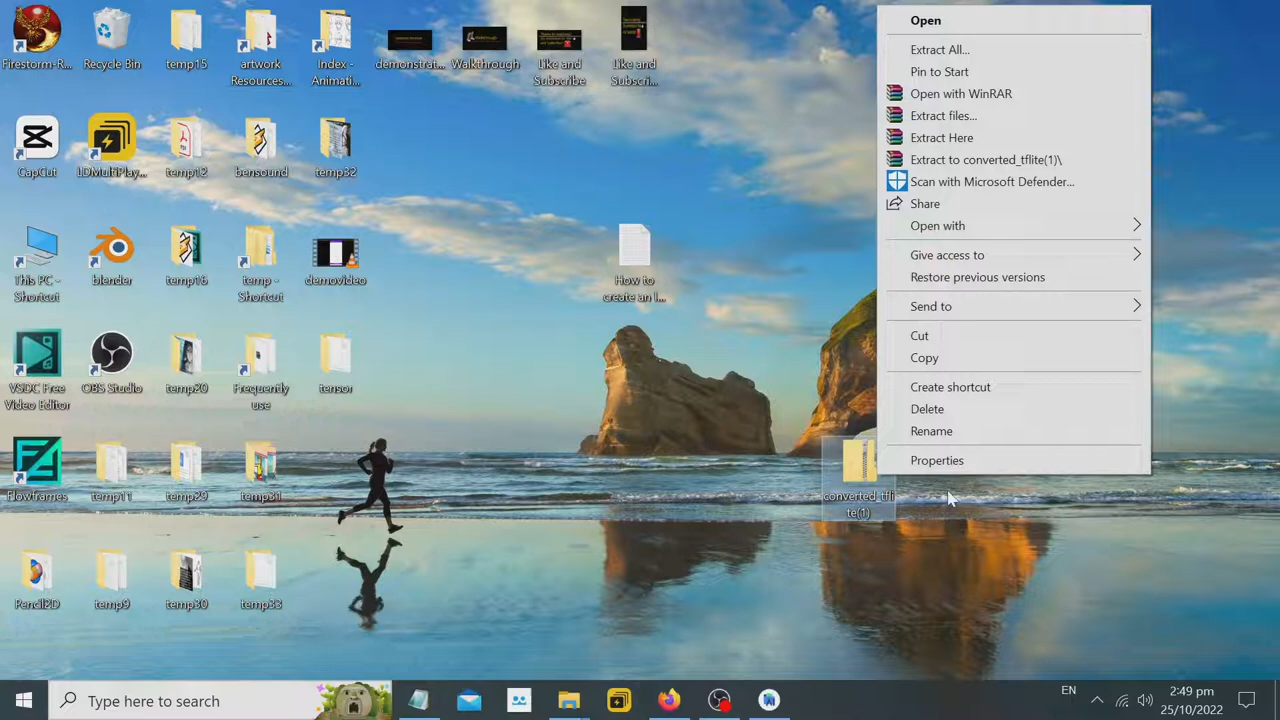 Firestorm-R...
Recycle Bin
temp15
artwork
Resources...
Index -
Animati...
demonstrat...
Walkthrough
Like and
Subscribe
Like and
Subscri...
CapCut
LDMultiPlay...
temp12
bensound
temp32
This PC -
Shortcut
blender
temp16
temp -
Shortcut
demovideo
How to
create an I...
VSDC Free
Video Editor
OBS Studio
temp20
Frequently
use
tensor
Flowframes
temp11
temp29
temp31
converted_tfli
te(1)
Pencil2D
temp9
temp30
temp33
Open
Extract All...
Pin to Start
Open with WinRAR
Extract files...
Extract Here
Extract to converted_tflite(1)\
Scan with Microsoft Defender...
Share
Open with
Give access to
Restore previous versions
Send to
Cut
Copy
Create shortcut
Delete
Rename
Properties
Type here to search
EN
2:49 pm
25/10/2022